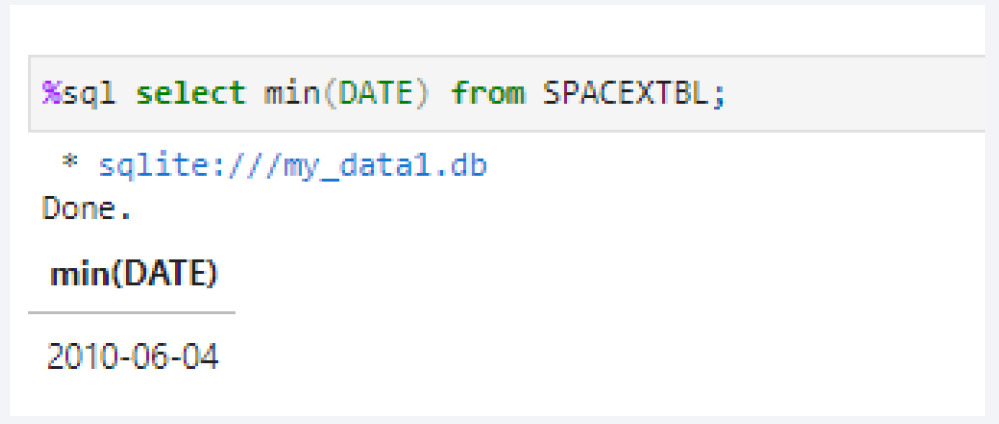 %sql select min(DATE) from SPACEXTBL;
* sqlite:///my_data1.db
Done.
min(DATE)
2010-06-04